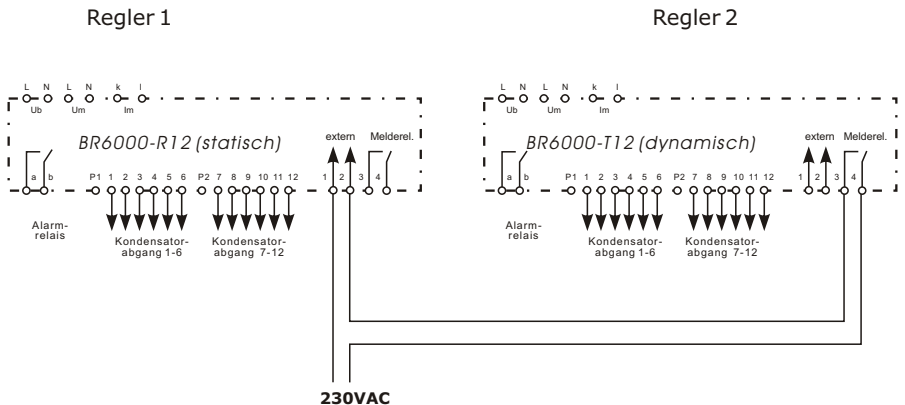 Regler 1 Regler 2
L N L N k l L N L N k l
Ub Um Im Ub Um Im
BR6000-R12 (statisch) extern Melderel. BR6000-T12 (dynamisch) extern Melderel.
a b P1 1 2 3 4 5 6 P2 7 8 9 10 11 12 1 2 3 4 a b P1 1 2 3 4 5 6 P2 7 8 9 10 11 12 1 2 3 4
Alarm- Alarm-
relais relais
Kondensator- Kondensator- Kondensator- Kondensator-
abgang 1-6 abgang 7-12 abgang 1-6 abgang 7-12
230VAC